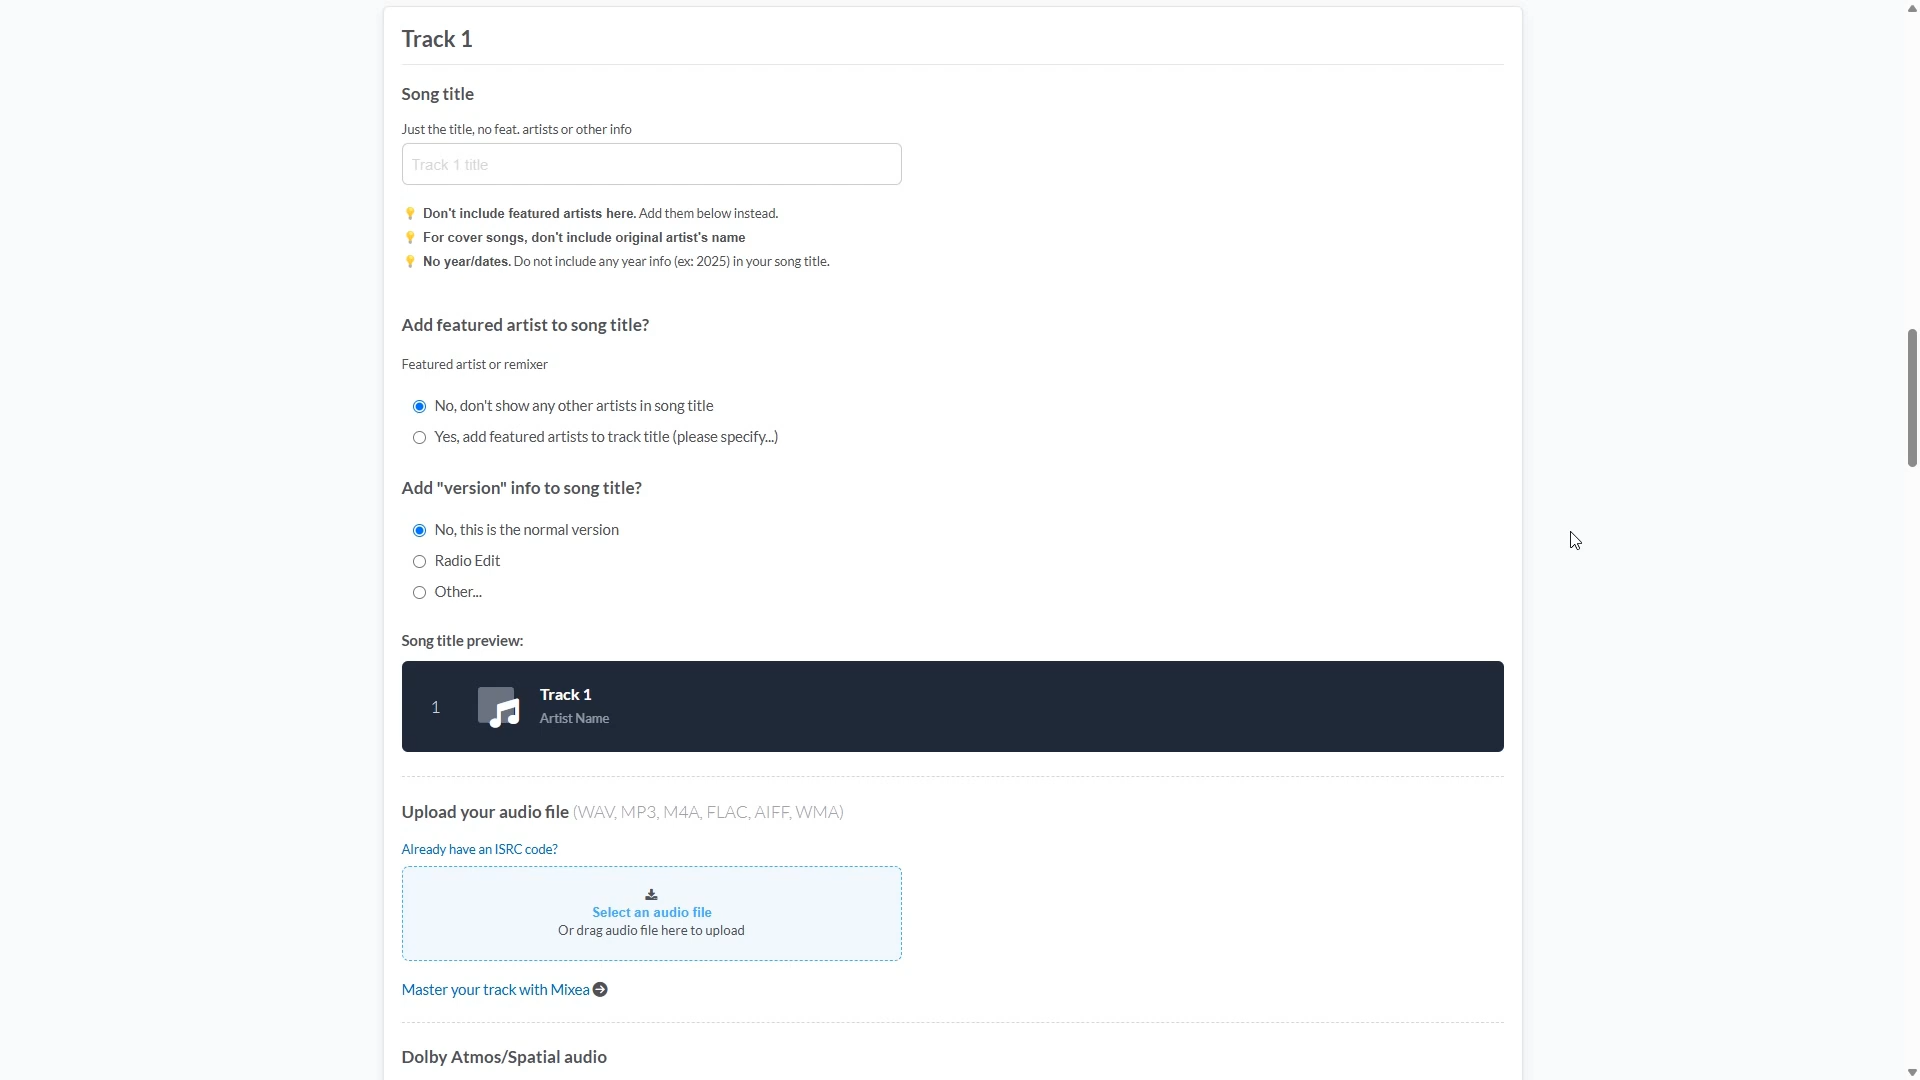 Track 1
Song title
Just the title, no feat. artists or other info
Track 1 title
Don't include featured artists here. Add them below instead.
For cover songs, don't include original artist's name
No year/dates. Do not include any year info (ex: 2025) in your song title.
Add featured artist to song title?
Featured artist or remixer
No, don't show any other artists in song title
Yes, add featured artists to track title (please specify...)
Add "version" info to song title?
No, this is the normal version
Radio Edit
Other...
Song title preview:
1
Track 1
Artist Name
Upload your audio file (WAV, MP3, M4A, FLAC, AIFF, WMA)
Already have an ISRC code?
Select an audio file
Or drag audio file here to upload
Master your track with Mixea
Dolby Atmos/Spatial audio